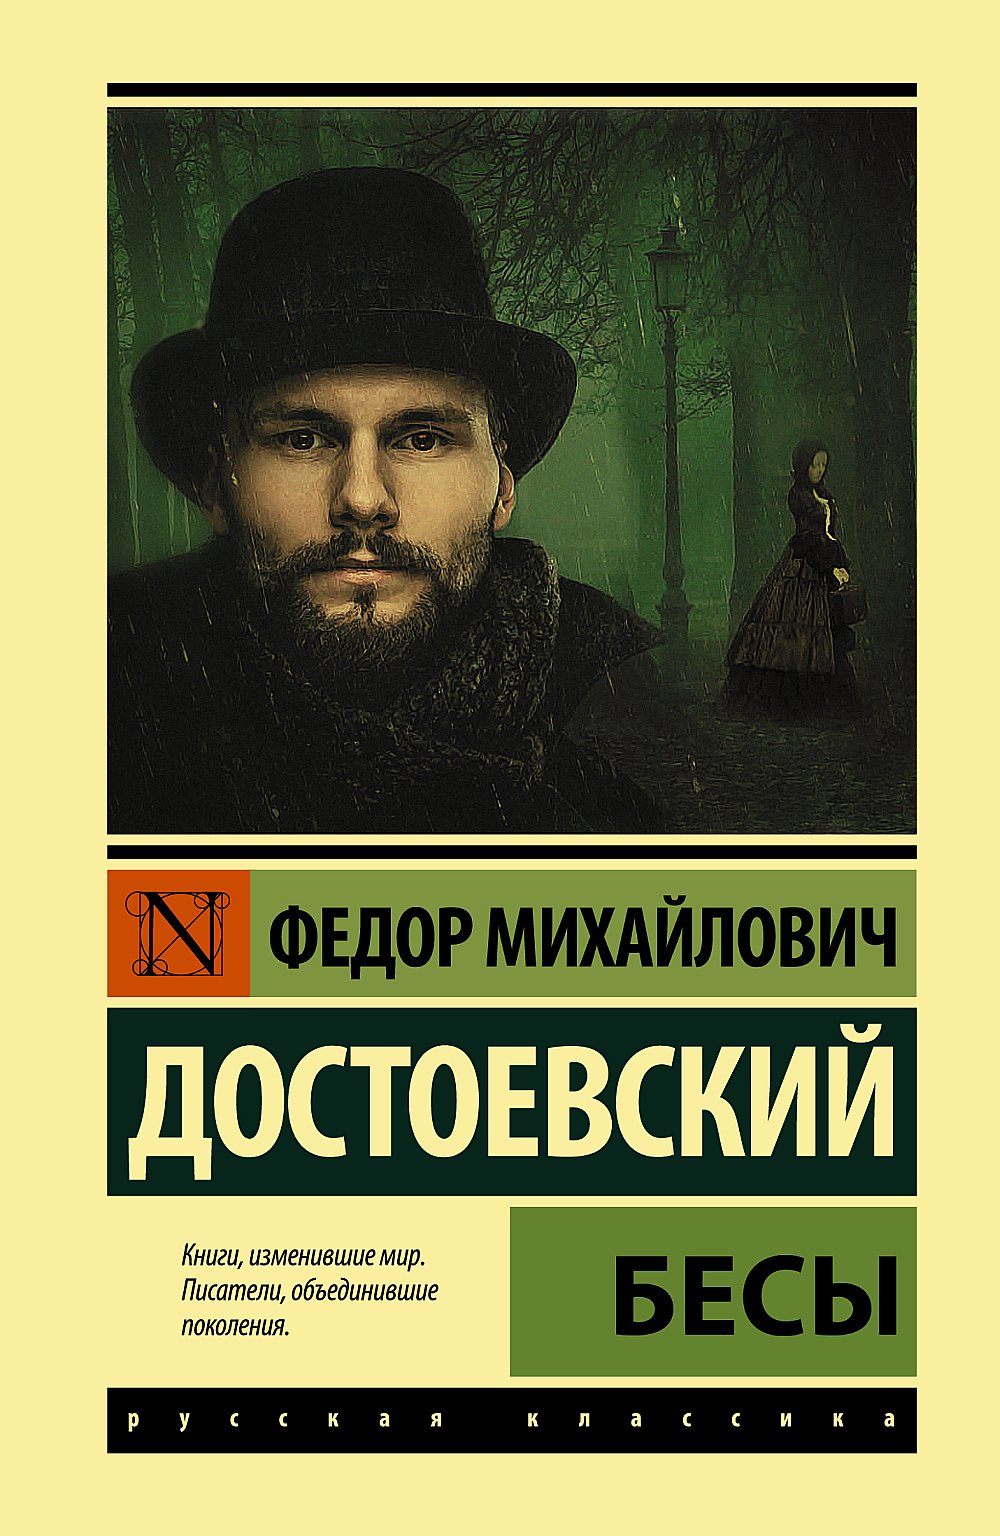 N
ФЕДОР МИХАЙЛОВИЧ
ДОСТОЕВСКИЙ
Книги, изменившие мир.
Писатели, объединившие
поколения.
БЕСЫ
русская классика